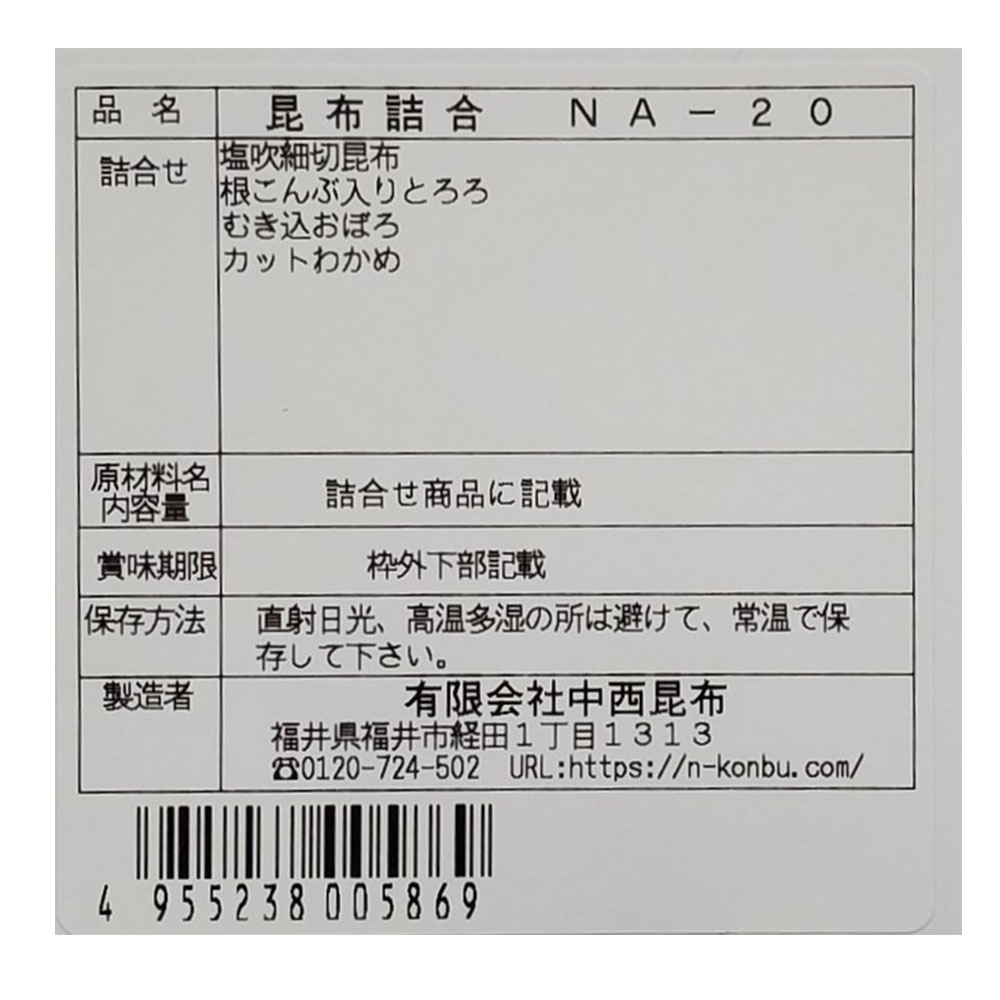 品名 昆布詰合 ＮＡ－２０
詰合せ 塩吹細切昆布
根こんぶ入りとろろ
むき込おぼろ
カットわかめ
原材料名
内容量 詰合せ商品に記載
賞味期限 枠外下部記載
保存方法 直射日光、高温多湿の所は避けて、常温で保
存して下さい。
製造者 有限会社中西昆布
福井県福井市経田１丁目１３１３
☎0120-724-502 URL:https://n-konbu.com/
4 955238 005869